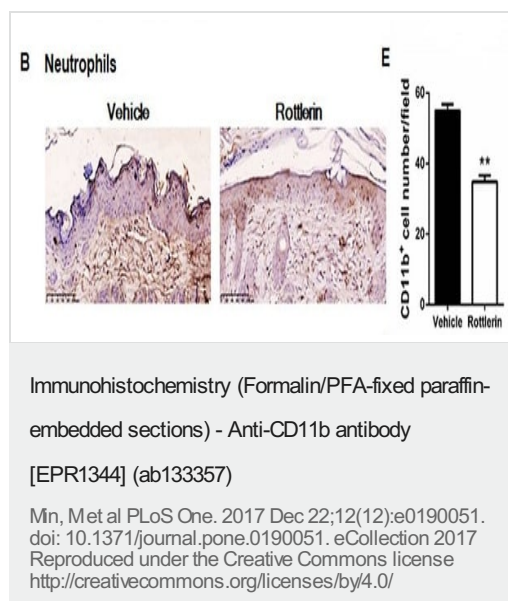 B Neutrophils
E
Vehicle
Rottlerin
CD11b+ cell number/field
60
40
20
0
**
Vehicle Rottlerin
Immunohistochemistry (Formalin/PFA-fixed paraffin-
embedded sections) - Anti-CD11b antibody
[EPR1344] (ab133357)
Min, M et al PLoS One. 2017 Dec 22;12(12):e0190051.
doi: 10.1371/journal.pone.0190051. eCollection 2017
Reproduced under the Creative Commons license
http://creativecommons.org/licenses/by/4.0/